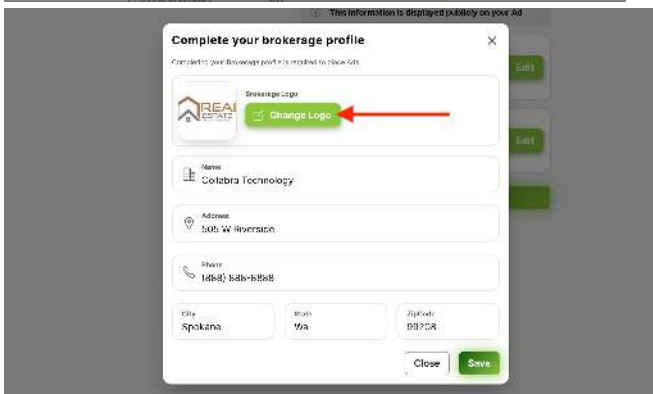 This information is displayed publicly on your Ad
Complete your brokerage profile
Completing your Brokerage profile is required to place Ads
Edit
Brokerage Logo
REAL
ESTATE
Change Logo
Edit
Name
Collabra Technology
Address
505 W Riverside
Phone
(888) 888-8888
City
Spokane
State
Wa
ZipCode
Close
Save